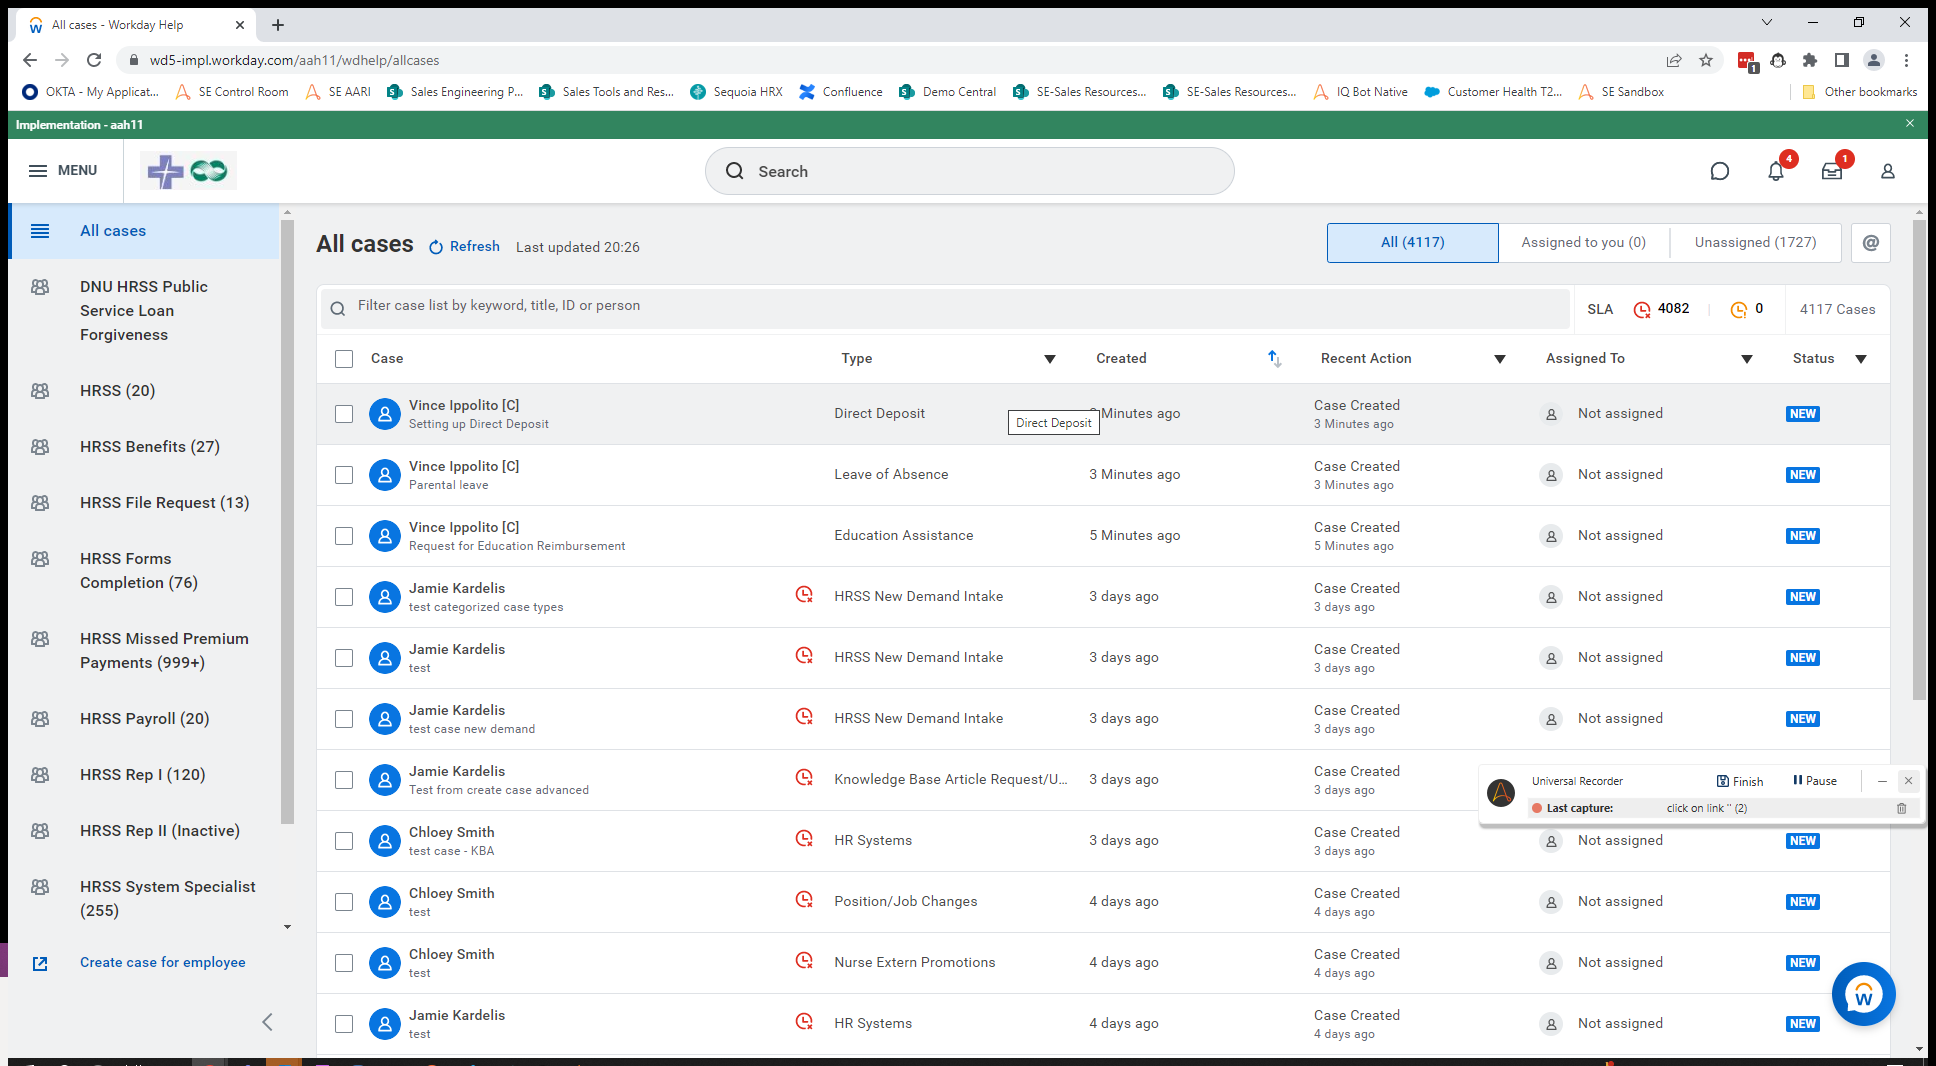 All cases - Workday Help
wd5-impl.workday.com/aah11/wdhelp/allcases
1
OKTA - My Applicat...
SE Control Room
SE AARI
Sales Engineering P...
Sales Tools and Res...
Sequoia HRX
Confluence
Demo Central
SE-Sales Resources...
SE-Sales Resources...
IQ Bot Native
Customer Health T2...
SE Sandbox
Other bookmarks
Implementation - aah11
MENU
Search
4
1
All cases
DNU HRSS Public
Service Loan
Forgiveness
HRSS (20)
HRSS Benefits (27)
HRSS File Request (13)
HRSS Forms
Completion (76)
HRSS Missed Premium
Payments (999+)
HRSS Payroll (20)
HRSS Rep I (120)
HRSS Rep II (Inactive)
HRSS System Specialist
(255)
Create case for employee
All cases
Refresh
Last updated 20:26
All (4117)
Assigned to you (0)
Unassigned (1727)
@
Filter case list by keyword, title, ID or person
SLA
4082
0
4117 Cases
Case
Type
Created
Recent Action
Assigned To
Status
Vince Ippolito [C]
Setting up Direct Deposit
Direct Deposit
Minutes ago
Direct Deposit
Case Created
3 Minutes ago
Not assigned
NEW
Vince Ippolito [C]
Parental leave
Leave of Absence
3 Minutes ago
Case Created
3 Minutes ago
Not assigned
NEW
Vince Ippolito [C]
Request for Education Reimbursement
Education Assistance
5 Minutes ago
Case Created
5 Minutes ago
Not assigned
NEW
Jamie Kardelis
test categorized case types
HRSS New Demand Intake
3 days ago
Case Created
3 days ago
Not assigned
NEW
Jamie Kardelis
test
HRSS New Demand Intake
3 days ago
Case Created
3 days ago
Not assigned
NEW
Jamie Kardelis
test case new demand
HRSS New Demand Intake
3 days ago
Case Created
3 days ago
Not assigned
NEW
Jamie Kardelis
Test from create case advanced
Knowledge Base Article Request/U...
3 days ago
Case Created
3 days ago
Universal Recorder
Finish
Pause
Last capture:
click on link '' (2)
Chloey Smith
test case - KBA
HR Systems
3 days ago
Case Created
3 days ago
Not assigned
NEW
Chloey Smith
test
Position/Job Changes
4 days ago
Case Created
4 days ago
Not assigned
NEW
Chloey Smith
test
Nurse Extern Promotions
4 days ago
Case Created
4 days ago
Not assigned
NEW
Jamie Kardelis
test
HR Systems
4 days ago
Case Created
4 days ago
Not assigned
NEW